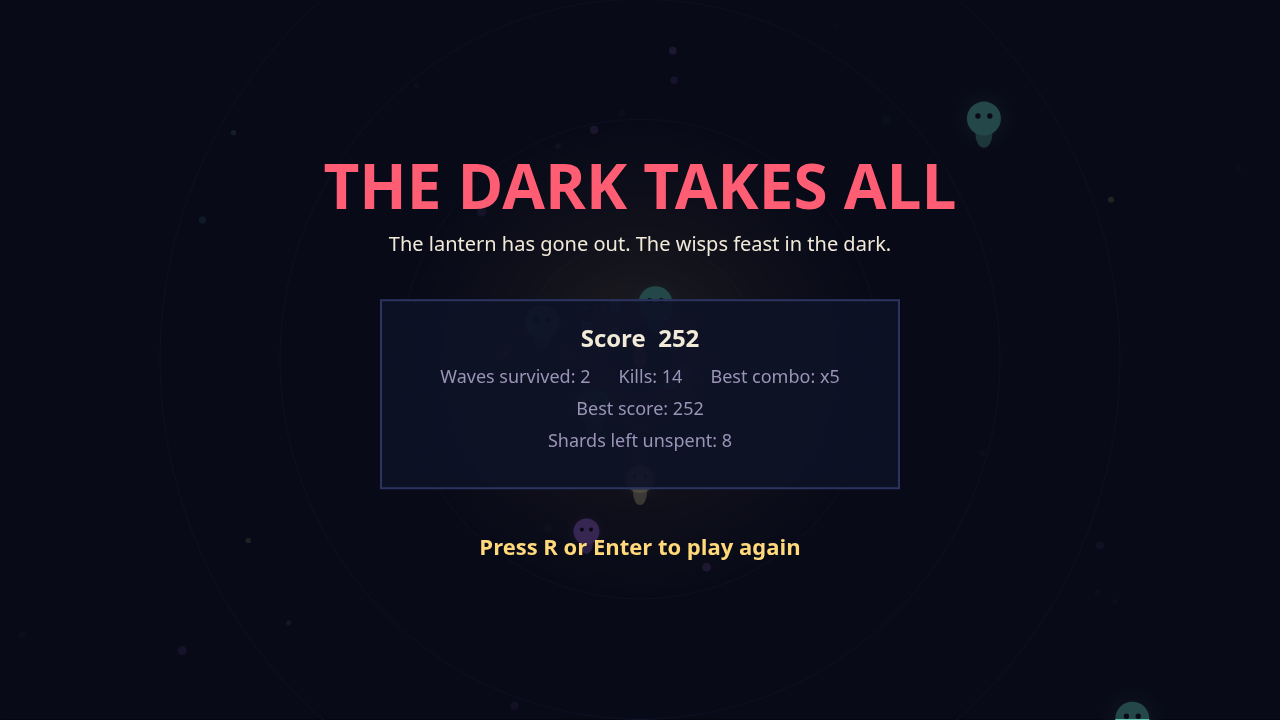 THE DARK TAKES ALL
The lantern has gone out. The wisps feast in the dark.
Score 252
Waves survived: 2 Kills: 14 Best combo: x5
Best score: 252
Shards left unspent: 8
Press R or Enter to play again